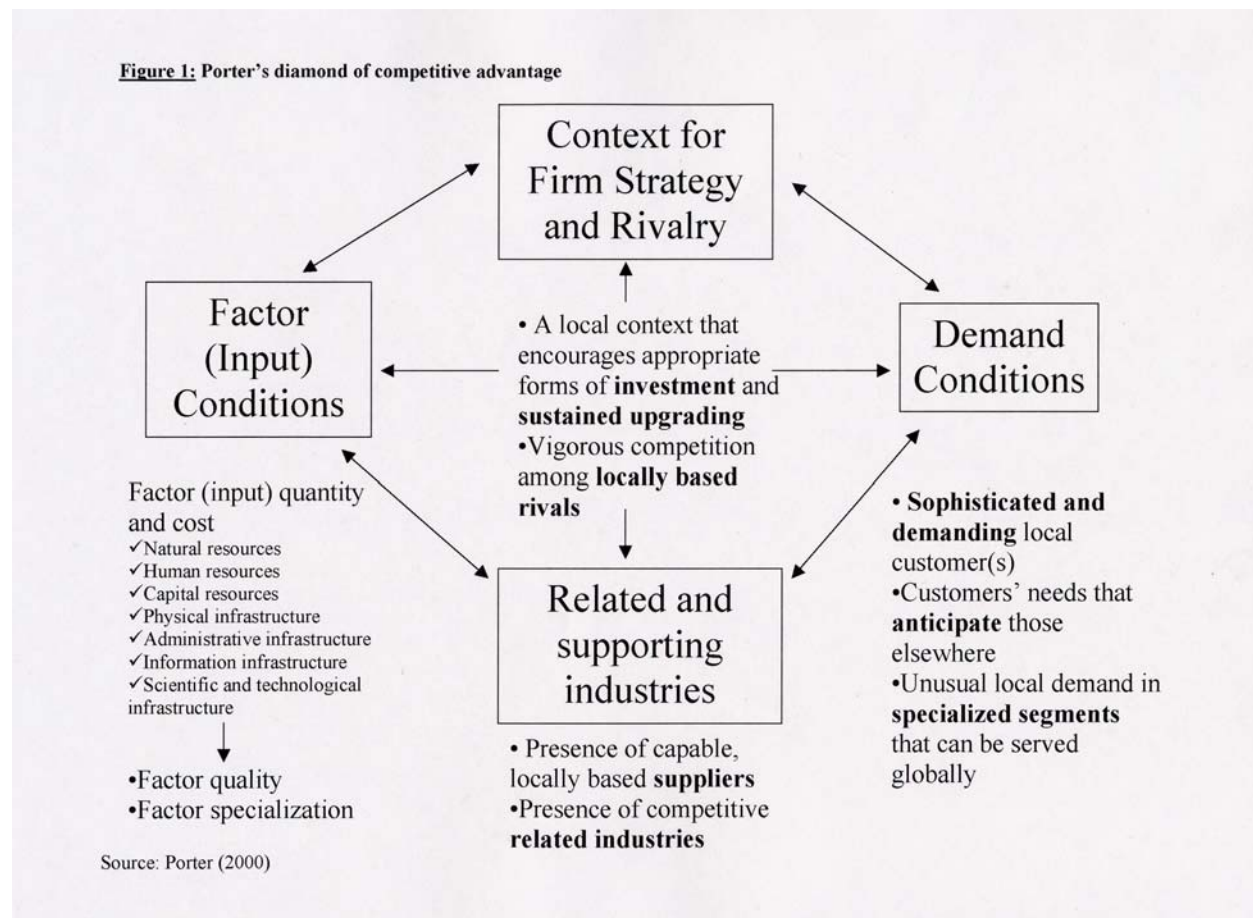 Figure 1: Porter's diamond of competitive advantage
Context for
Firm Strategy
and Rivalry
Factor
(Input)
Conditions
• A local context that
encourages appropriate
forms of investment and
sustained upgrading
•Vigorous competition
among locally based
rivals
Demand
Conditions
Factor (input) quantity
and cost
✓Natural resources
✓Human resources
✓Capital resources
✓Physical infrastructure
✓Administrative infrastructure
✓Information infrastructure
✓Scientific and technological
infrastructure
•Factor quality
•Factor specialization
Related and
supporting
industries
• Presence of capable,
locally based suppliers
•Presence of competitive
related industries
• Sophisticated and
demanding local
customer(s)
•Customers' needs that
anticipate those
elsewhere
•Unusual local demand in
specialized segments
that can be served
globally
Source: Porter (2000)